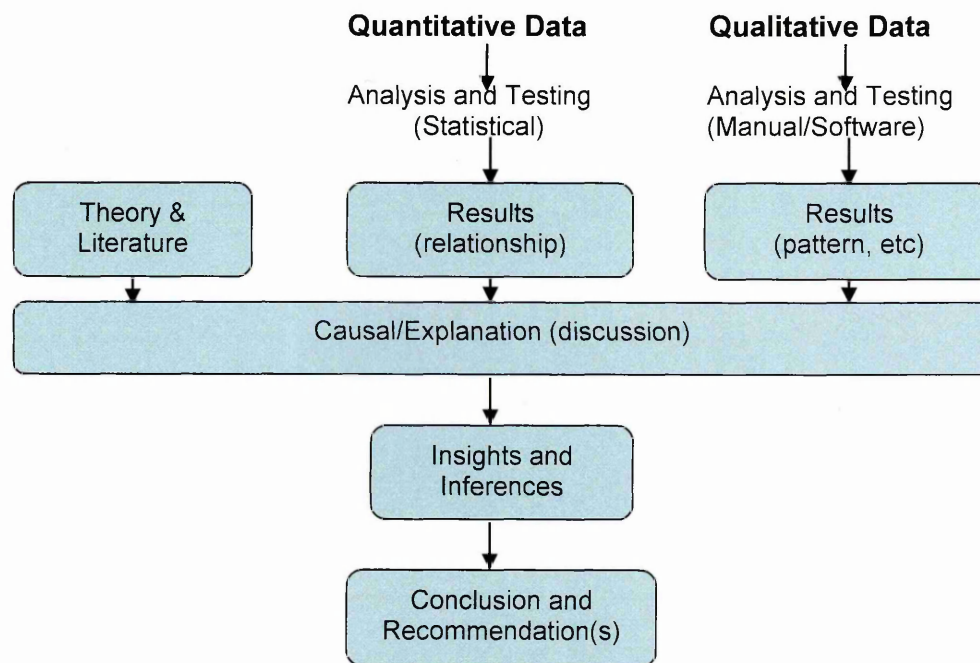 Quantitative Data
Qualitative Data
Analysis and Testing
(Statistical)
Analysis and Testing
(Manual/Software)
Theory &
Literature
Results
(relationship)
Results
(pattern, etc)
Causal/Explanation (discussion)
Insights and
Inferences
Conclusion and
Recommendation(s)